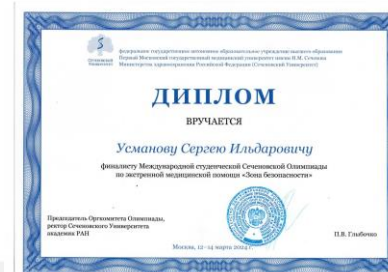 Сеченовский
Университет
федеральное государственное автономное образовательное учреждение высшего образования
Первый Московский государственный медицинский университет имени И.М. Сеченова
Министерства здравоохранения Российской Федерации (Сеченовский Университет)
ДИПЛОМ
ВРУЧАЕТСЯ
Усманову Сергею Ильдаровичу
финалисту Международной студенческой Сеченовской Олимпиады
по экстренной медицинской помощи «Зона безопасности»
Председатель Оргкомитета Олимпиады,
ректор Сеченовского Университета
академик РАН
П.В. Глыбочко
Москва, 12-14 марта 2024 г.